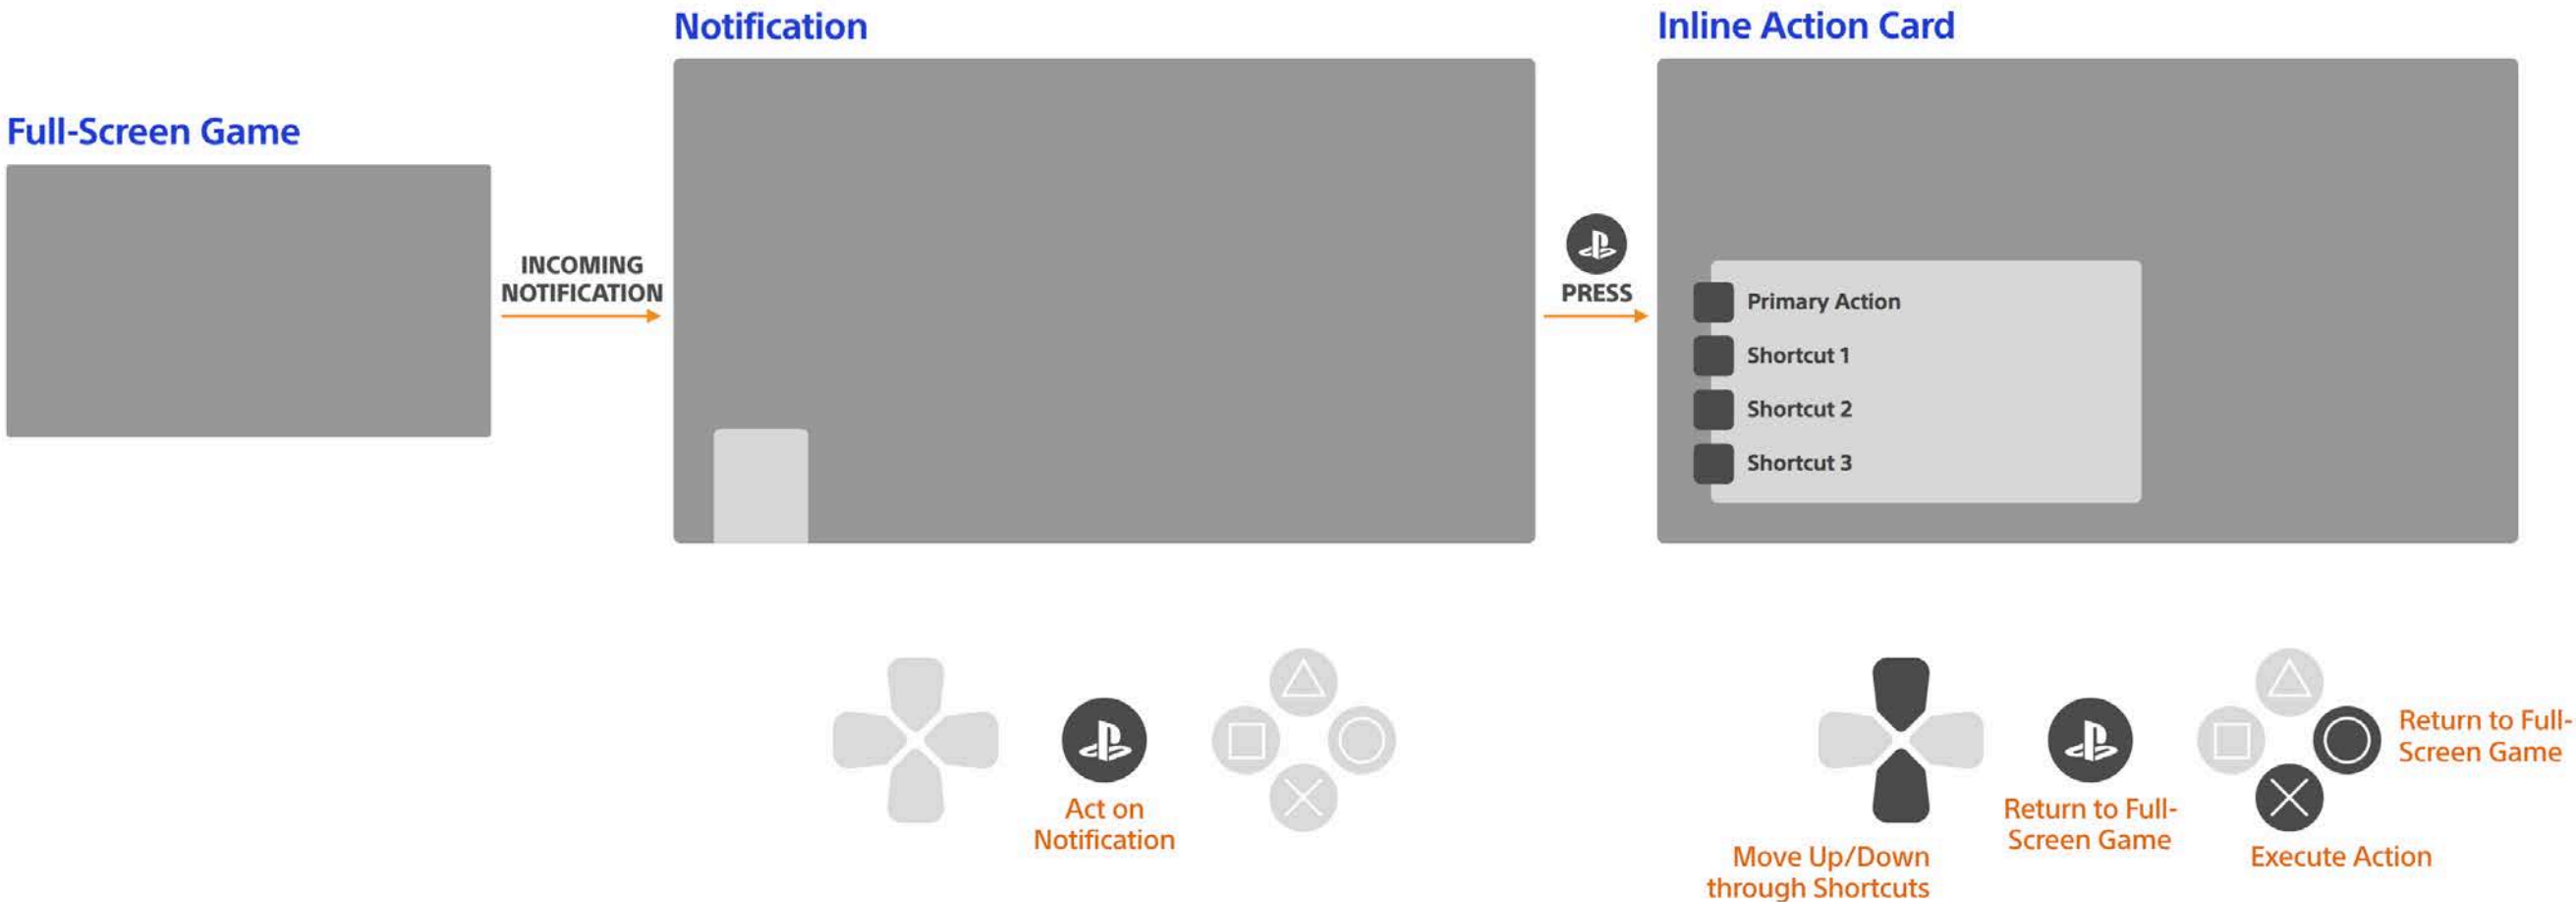 Full-Screen Game
INCOMING
NOTIFICATION
Notification
PRESS
Inline Action Card
Primary Action
Shortcut 1
Shortcut 2
Shortcut 3
Act on
Notification
Move Up/Down
through Shortcuts
Return to Full-
Screen Game
Execute Action
Return to Full-
Screen Game